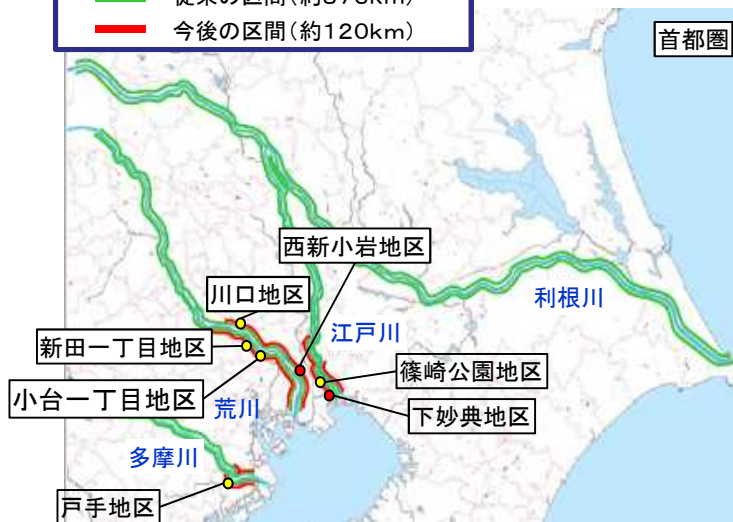 今後の区間(約120km)
首都圏
西新小岩地区
川口地区
利根川
江戸川
新田一丁目地区
篠崎公園地区
小台一丁目地区
荒川
下妙典地区
多摩川
戸手地区